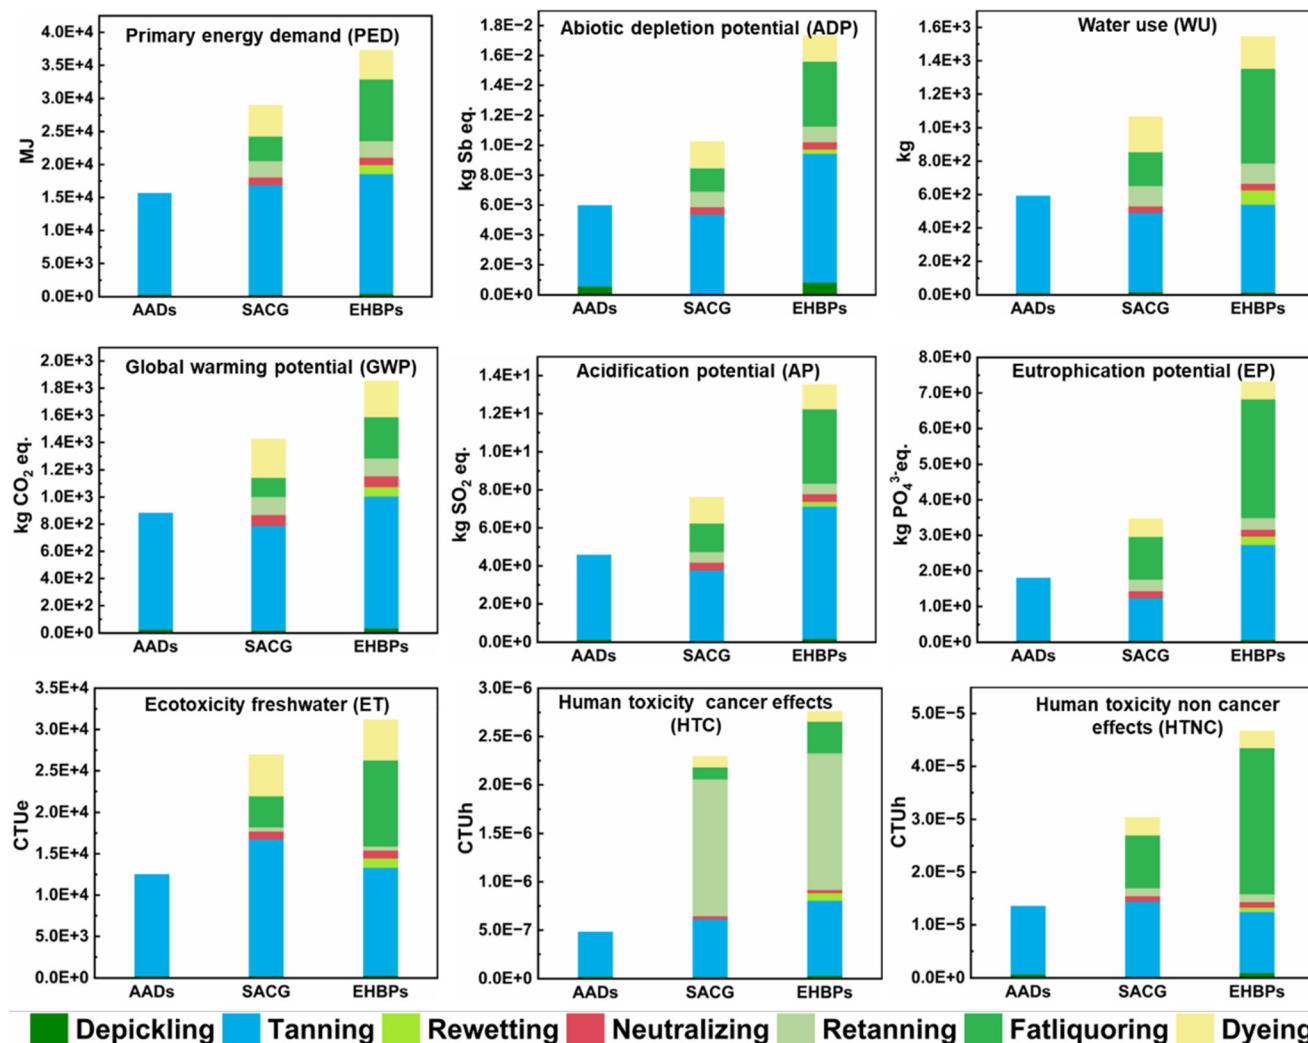 Primary energy demand (PED)
MJ
4.0E+4
3.5E+4
3.0E+4
2.5E+4
2.0E+4
1.5E+4
1.0E+4
5.0E+3
0.0E+0
AADs SACG EHBPs
Abiotic depletion potential (ADP)
kg Sb eq.
1.8E−2
1.6E−2
1.4E−2
1.2E−2
1.0E−2
8.0E−3
6.0E−3
4.0E−3
2.0E−3
0.0E+0
AADs SACG EHBPs
Water use (WU)
kg
1.6E+3
1.4E+3
1.2E+3
1.0E+3
8.0E+2
6.0E+2
4.0E+2
2.0E+2
0.0E+0
AADs SACG EHBPs
Global warming potential (GWP)
kg CO2 eq.
2.0E+3
1.8E+3
1.6E+3
1.4E+3
1.2E+3
1.0E+3
8.0E+2
6.0E+2
4.0E+2
2.0E+2
0.0E+0
AADs SACG EHBPs
Acidification potential (AP)
kg SO2 eq.
1.4E+1
1.2E+1
1.0E+1
8.0E+0
6.0E+0
4.0E+0
2.0E+0
0.0E+0
AADs SACG EHBPs
Eutrophication potential (EP)
kg PO4 3-eq.
8.0E+0
7.0E+0
6.0E+0
5.0E+0
4.0E+0
3.0E+0
2.0E+0
1.0E+0
0.0E+0
AADs SACG EHBPs
Ecotoxicity freshwater (ET)
CTUe
3.5E+4
3.0E+4
2.5E+4
2.0E+4
1.5E+4
1.0E+4
5.0E+3
0.0E+0
AADs SACG EHBPs
Human toxicity cancer effects
(HTC)
CTUh
3.0E−6
2.5E−6
2.0E−6
1.5E−6
1.0E−6
5.0E−7
0.0E+0
AADs SACG EHBPs
Human toxicity non cancer
effects (HTNC)
CTUh
5.0E−5
4.0E−5
3.0E−5
2.0E−5
1.0E−5
0.0E+0
AADs SACG EHBPs
Depickling Tanning Rewetting Neutralizing Retanning Fatliquoring Dyeing